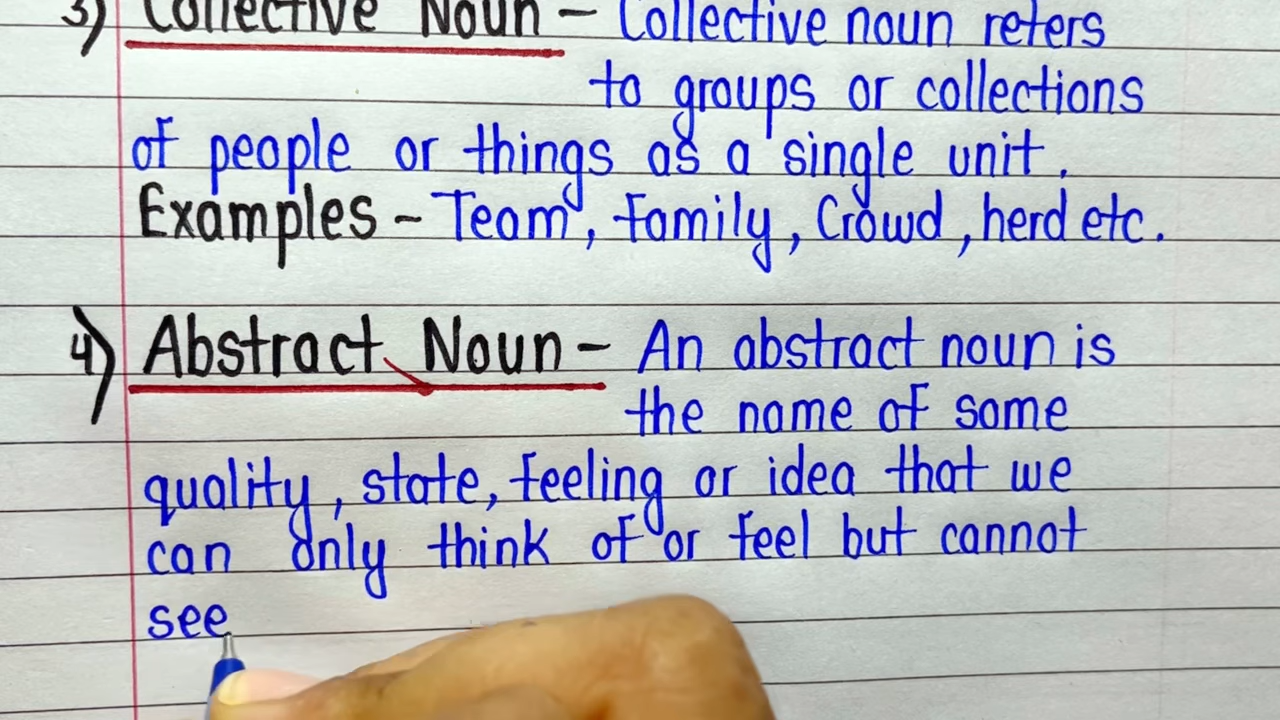 3) Collective Noun - Collective noun refers
to groups or collections
of people or things as a single unit.
Examples - Team, Family, Crowd, herd etc.
4) Abstract Noun - An abstract noun is
the name of some
quality, state, feeling or idea that we
can only think of or feel but cannot
see